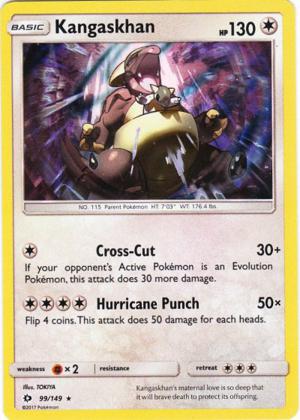 BASIC Kangaskhan HP 130
NO. 115 Parent Pokémon HT: 7'03" WT: 176.4 lbs.
Cross-Cut 30+
If your opponent's Active Pokémon is an Evolution
Pokémon, this attack does 30 more damage.
Hurricane Punch 50×
Flip 4 coins. This attack does 50 damage for each heads.
weakness × 2 resistance retreat
Illus. TOKIYA
99/149 ★
©2017 Pokémon
Kangaskhan's maternal love is so deep that
it will brave death to protect its offspring.